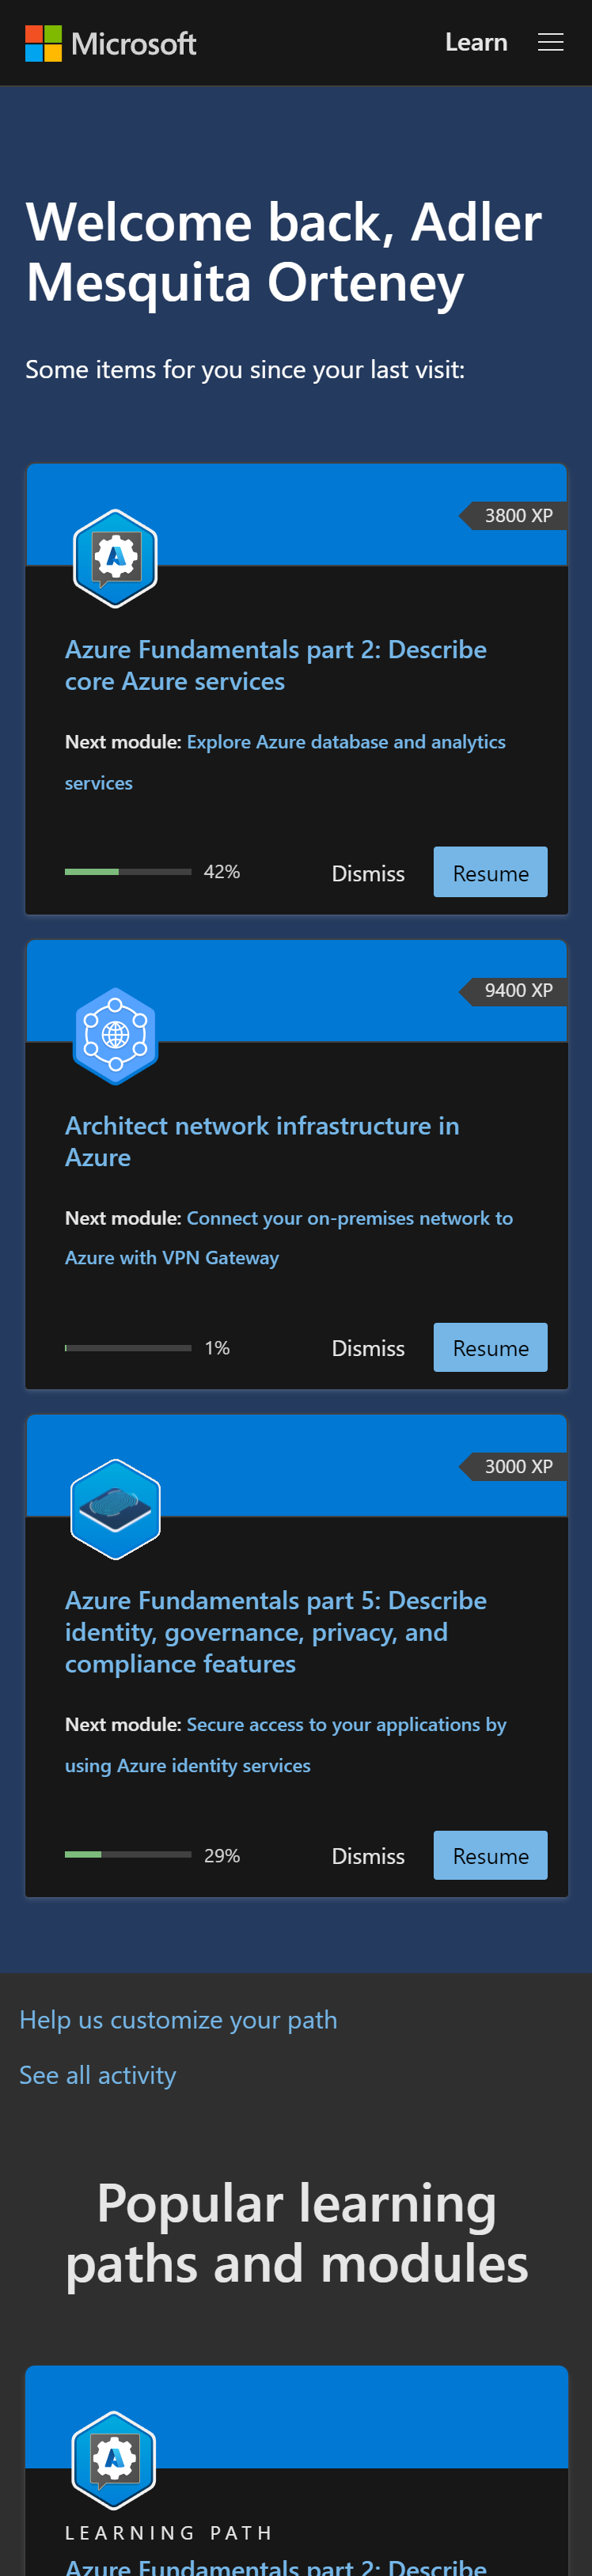 Microsoft
Learn
Welcome back, Adler
Mesquita Orteney
Some items for you since your last visit:
3800 XP
Azure Fundamentals part 2: Describe
core Azure services
Next module: Explore Azure database and analytics
services
42%
Dismiss
Resume
9400 XP
Architect network infrastructure in
Azure
Next module: Connect your on-premises network to
Azure with VPN Gateway
1%
Dismiss
Resume
3000 XP
Azure Fundamentals part 5: Describe
identity, governance, privacy, and
compliance features
Next module: Secure access to your applications by
using Azure identity services
29%
Dismiss
Resume
Help us customize your path
See all activity
Popular learning
paths and modules
LEARNING PATH
Azure Fundamentals part 2: Describe